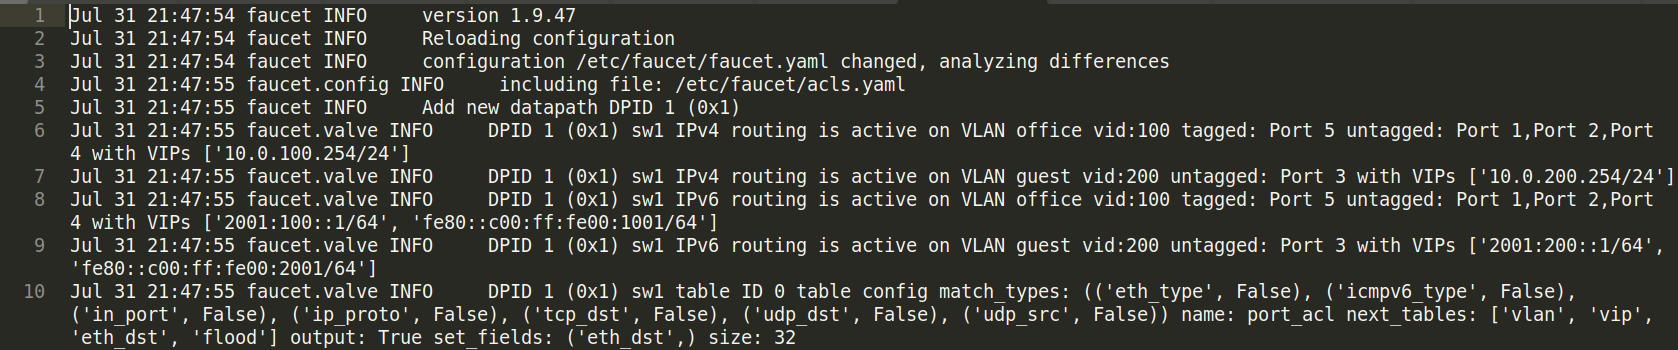 1 Jul 31 21:47:54 faucet INFO     version 1.9.47
2 Jul 31 21:47:54 faucet INFO     Reloading configuration
3 Jul 31 21:47:54 faucet INFO     configuration /etc/faucet/faucet.yaml changed, analyzing differences
4 Jul 31 21:47:55 faucet.config INFO     including file: /etc/faucet/acls.yaml
5 Jul 31 21:47:55 faucet INFO     Add new datapath DPID 1 (0x1)
6 Jul 31 21:47:55 faucet.valve INFO     DPID 1 (0x1) sw1 IPv4 routing is active on VLAN office vid:100 tagged: Port 5 untagged: Port 1,Port 2,Port
4 with VIPs ['10.0.100.254/24']
7 Jul 31 21:47:55 faucet.valve INFO     DPID 1 (0x1) sw1 IPv4 routing is active on VLAN guest vid:200 untagged: Port 3 with VIPs ['10.0.200.254/24']
8 Jul 31 21:47:55 faucet.valve INFO     DPID 1 (0x1) sw1 IPv6 routing is active on VLAN office vid:100 tagged: Port 5 untagged: Port 1,Port 2,Port
4 with VIPs ['2001:100::1/64', 'fe80::c00:ff:fe00:1001/64']
9 Jul 31 21:47:55 faucet.valve INFO     DPID 1 (0x1) sw1 IPv6 routing is active on VLAN guest vid:200 untagged: Port 3 with VIPs ['2001:200::1/64',
'fe80::c00:ff:fe00:2001/64']
10 Jul 31 21:47:55 faucet.valve INFO     DPID 1 (0x1) sw1 table ID 0 table config match_types: (('eth_type', False), ('icmpv6_type', False),
('in_port', False), ('ip_proto', False), ('tcp_dst', False), ('udp_dst', False), ('udp_src', False)) name: port_acl next_tables: ['vlan', 'vip',
'eth_dst', 'flood'] output: True set_fields: ('eth_dst',) size: 32